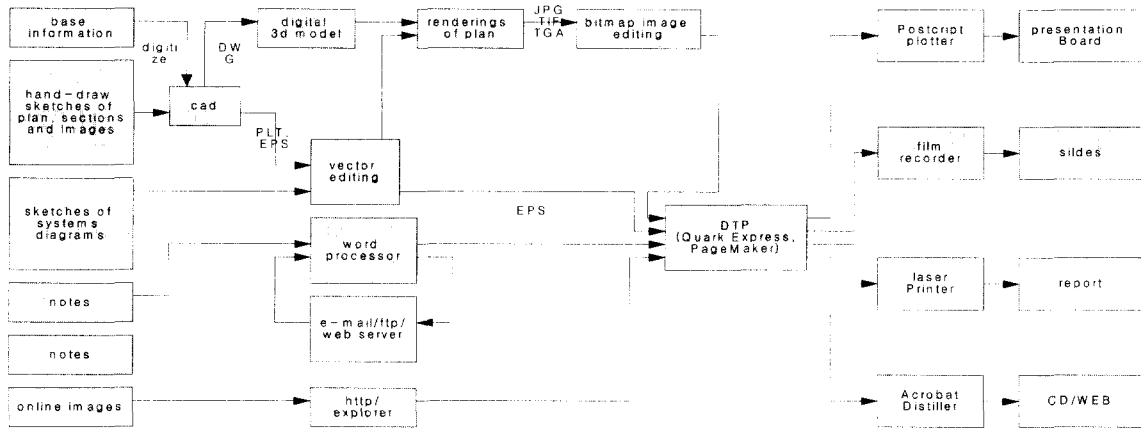 base
information
digiti
ze
DW
G
digital
3d model
renderings
of plan
JPG
TIF
TGA
bitmap image
editing
Postcript
plotter
presentation
Board
hand-draw
sketches of
plan, sections
and images
cad
PLT,
EPS
vector
editing
film
recorder
sildes
sketches of
systems
diagrams
EPS
word
processor
DTP
(Quark Express,
PageMaker)
notes
e-mail/ftp/
web server
laser
Printer
report
notes
online images
http/
explorer
Acrobat
Distiller
CD/WEB